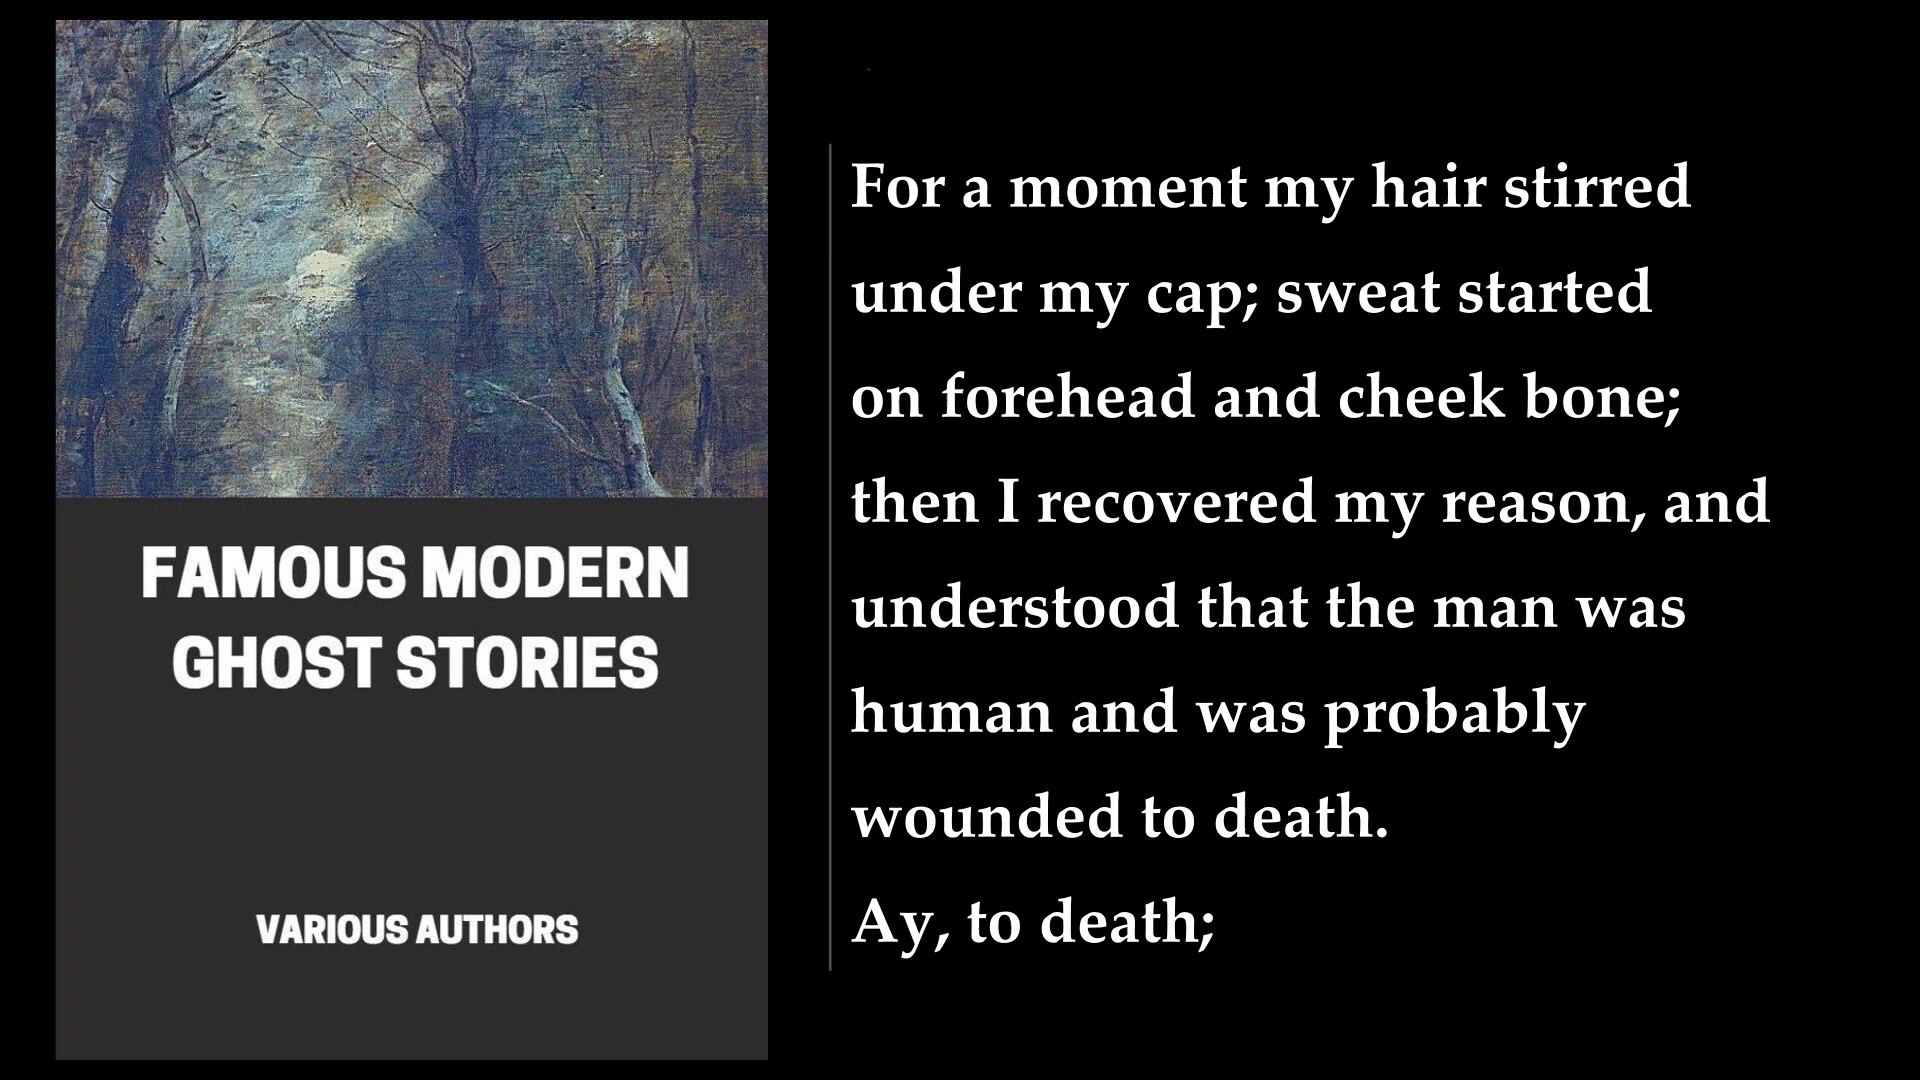 FAMOUS MODERN
GHOST STORIES
VARIOUS AUTHORS
For a moment my hair stirred
under my cap; sweat started
on forehead and cheek bone;
then I recovered my reason, and
understood that the man was
human and was probably
wounded to death.
Ay, to death;